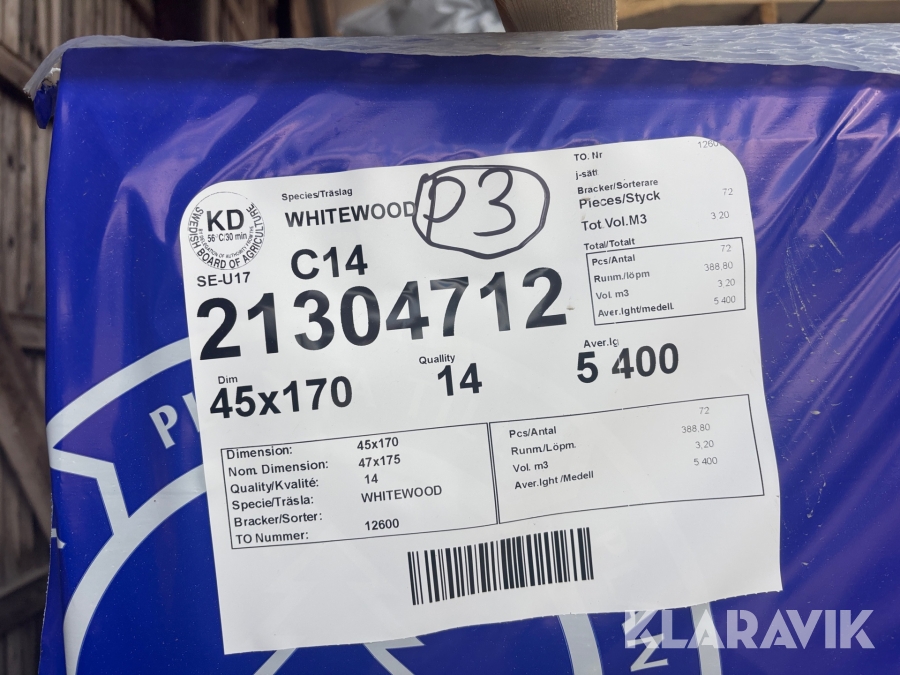 KD
56°C/30 min
SWEDISH BOARD OF AGRICULTURE
SE-U17
Species/Träslag
WHITEWOOD
P3
C14
21304712
TO. Nr
j-sätt
Bracker/Sorterare
Pieces/Styck 72
Tot.Vol.M3 3.20
Total/Totalt
Pcs/Antal 72
Runm./löpm 388.80
Vol. m3 3.20
Aver.lght/medell. 5 400
Dim
45x170
Quallity
14
Aver.lg
5 400
Dimension: 45x170
Nom. Dimension: 47x175
Quality/Kvalité: 14
Specie/Träsla: WHITEWOOD
Bracker/Sorter:
TO Nummer: 12600
Pcs/Antal 72
Runm./Löpm. 388.80
Vol. m3 3,20
Aver.lght /Medell 5 400
KLARAVIK